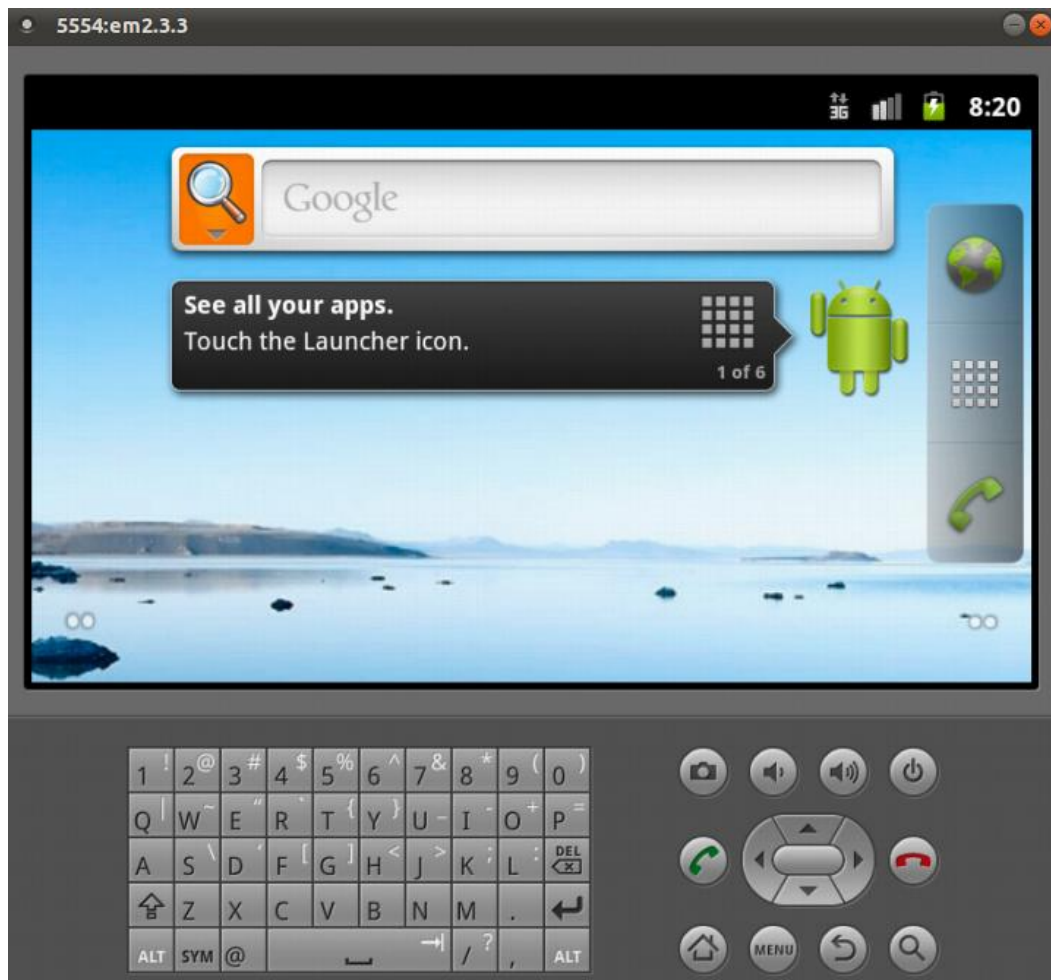 5554:em2.3.3
3G 8:20
Google
See all your apps.
Touch the Launcher icon.
1 of 6
1 ! 2 @ 3 # 4 $ 5 % 6 ^ 7 & 8 * 9 ( 0 )
Q | W ~ E " R ` T { Y } U _ I - O + P =
A S \ D ' F [ G ] H < J > K ; L : DEL
Z X C V B N M .
ALT SYM @ / ? , ALT
MENU